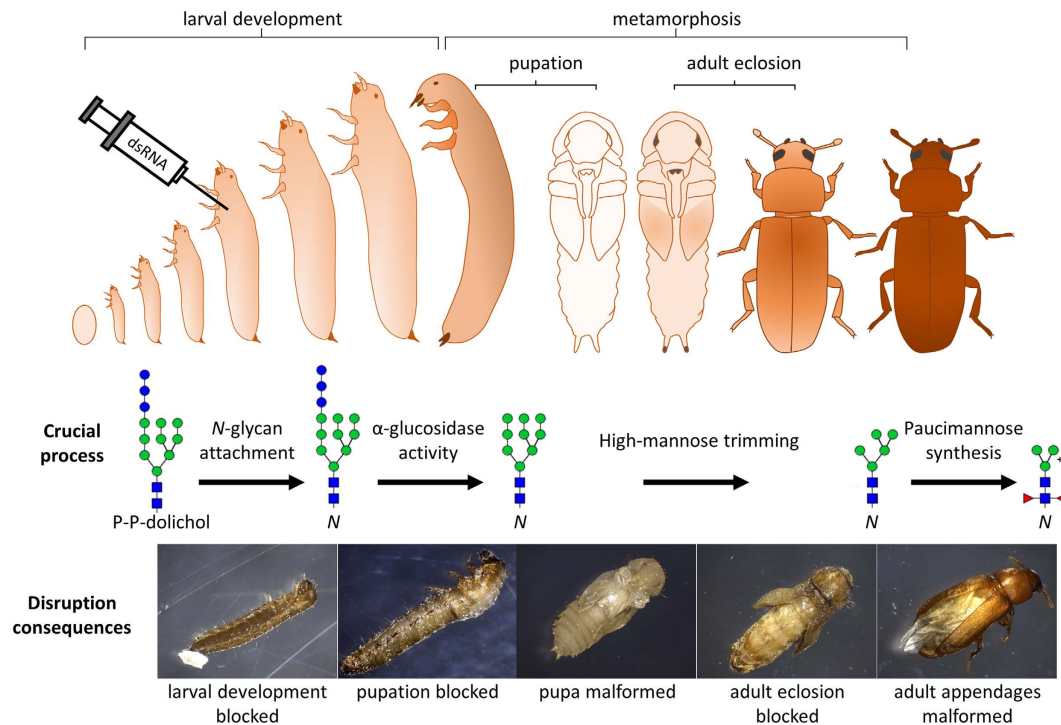 larval development
metamorphosis
pupation
adult eclosion
dsRNA
Crucial
process
N-glycan
attachment
α-glucosidase
activity
High-mannose trimming
Paucimannose
synthesis
+
P-P-dolichol
N
N
N
N
Disruption
consequences
larval development
blocked
pupation blocked
pupa malformed
adult eclosion
blocked
adult appendages
malformed